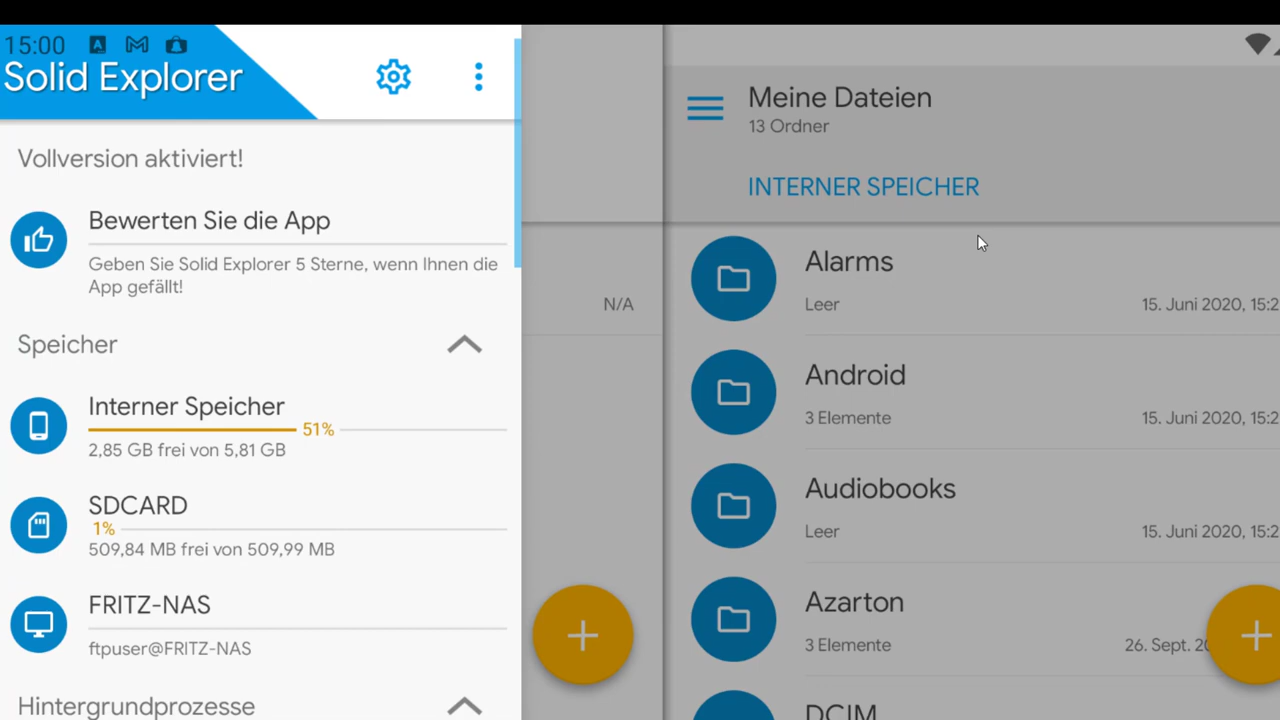 15:00
Solid Explorer
Vollversion aktiviert!
Bewerten Sie die App
Geben Sie Solid Explorer 5 Sterne, wenn Ihnen die
App gefällt!
Speicher
Interner Speicher
51%
2,85 GB frei von 5,81 GB
SDCARD
1%
509,84 MB frei von 509,99 MB
FRITZ-NAS
ftpuser@FRITZ-NAS
Hintergrundprozesse
N/A
Meine Dateien
13 Ordner
INTERNER SPEICHER
Alarms
Leer
15. Juni 2020, 15:2
Android
3 Elemente
15. Juni 2020, 15:2
Audiobooks
Leer
15. Juni 2020, 15:2
Azarton
3 Elemente
26. Sept.
DCIM